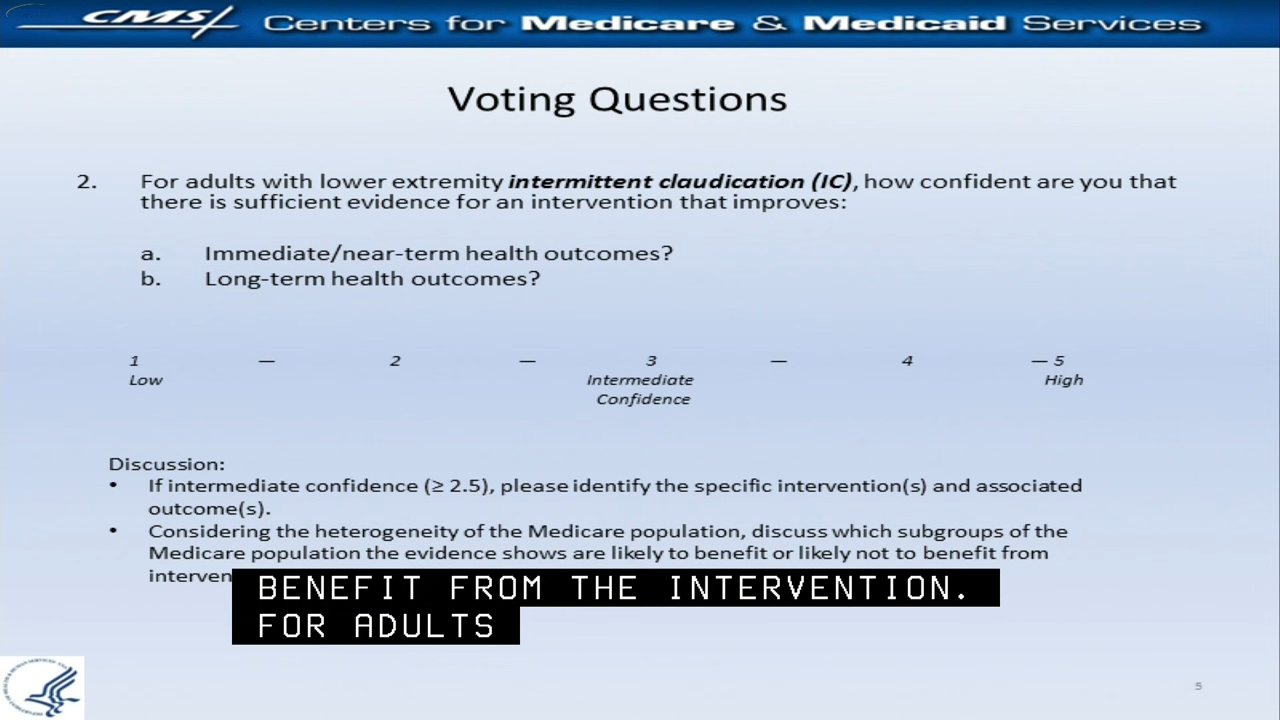 CMS Centers for Medicare & Medicaid Services
Voting Questions
2. For adults with lower extremity intermittent claudication (IC), how confident are you that
there is sufficient evidence for an intervention that improves:
a. Immediate/near-term health outcomes?
b. Long-term health outcomes?
1 — 2 — 3 — 4 — 5
Low Intermediate High
Confidence
Discussion:
• If intermediate confidence (≥ 2.5), please identify the specific intervention(s) and associated
outcome(s).
• Considering the heterogeneity of the Medicare population, discuss which subgroups of the
Medicare population the evidence shows are likely to benefit or likely not to benefit from
BENEFIT FROM THE INTERVENTION.
FOR ADULTS
5